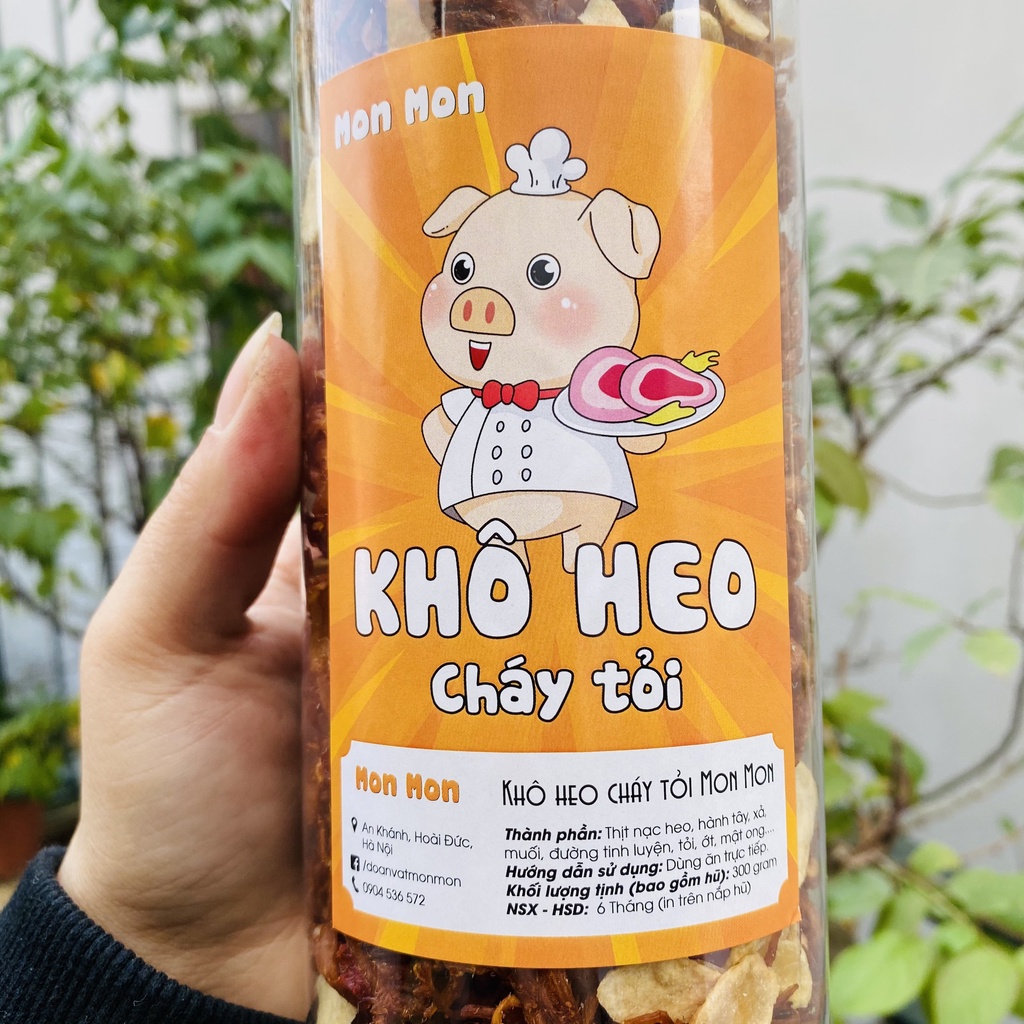 Mon Mon
KHÔ HEO
Cháy tỏi
Mon Mon
An Khánh, Hoài Đức,
Hà Nội
/doanvatmonmon
0904 536 572
KHÔ HEO CHÁY TỎI MON MON
Thành phần: Thịt nạc heo, hành tây, xả,
muối, đường tinh luyện, tỏi, ớt, mật ong....
Hướng dẫn sử dụng: Dùng ăn trực tiếp.
Khối lượng tịnh (bao gồm hũ): 300 gram
NSX - HSD: 6 Tháng (in trên nắp hũ)